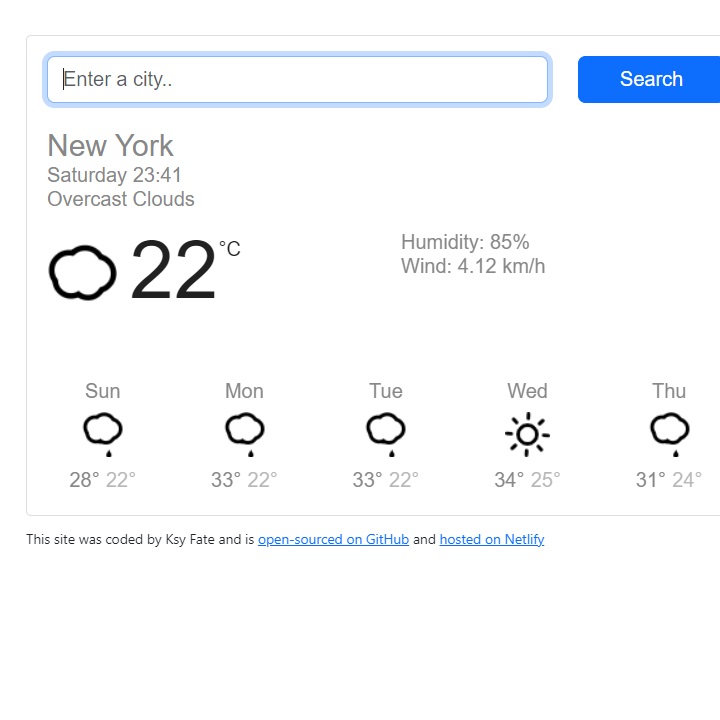 Enter a city..
Search
New York
Saturday 23:41
Overcast Clouds
22 °C
Humidity: 85%
Wind: 4.12 km/h
Sun Mon Tue Wed Thu
28° 22° 33° 22° 33° 22° 34° 25° 31° 24°
This site was coded by Ksy Fate and is open-sourced on GitHub and hosted on Netlify